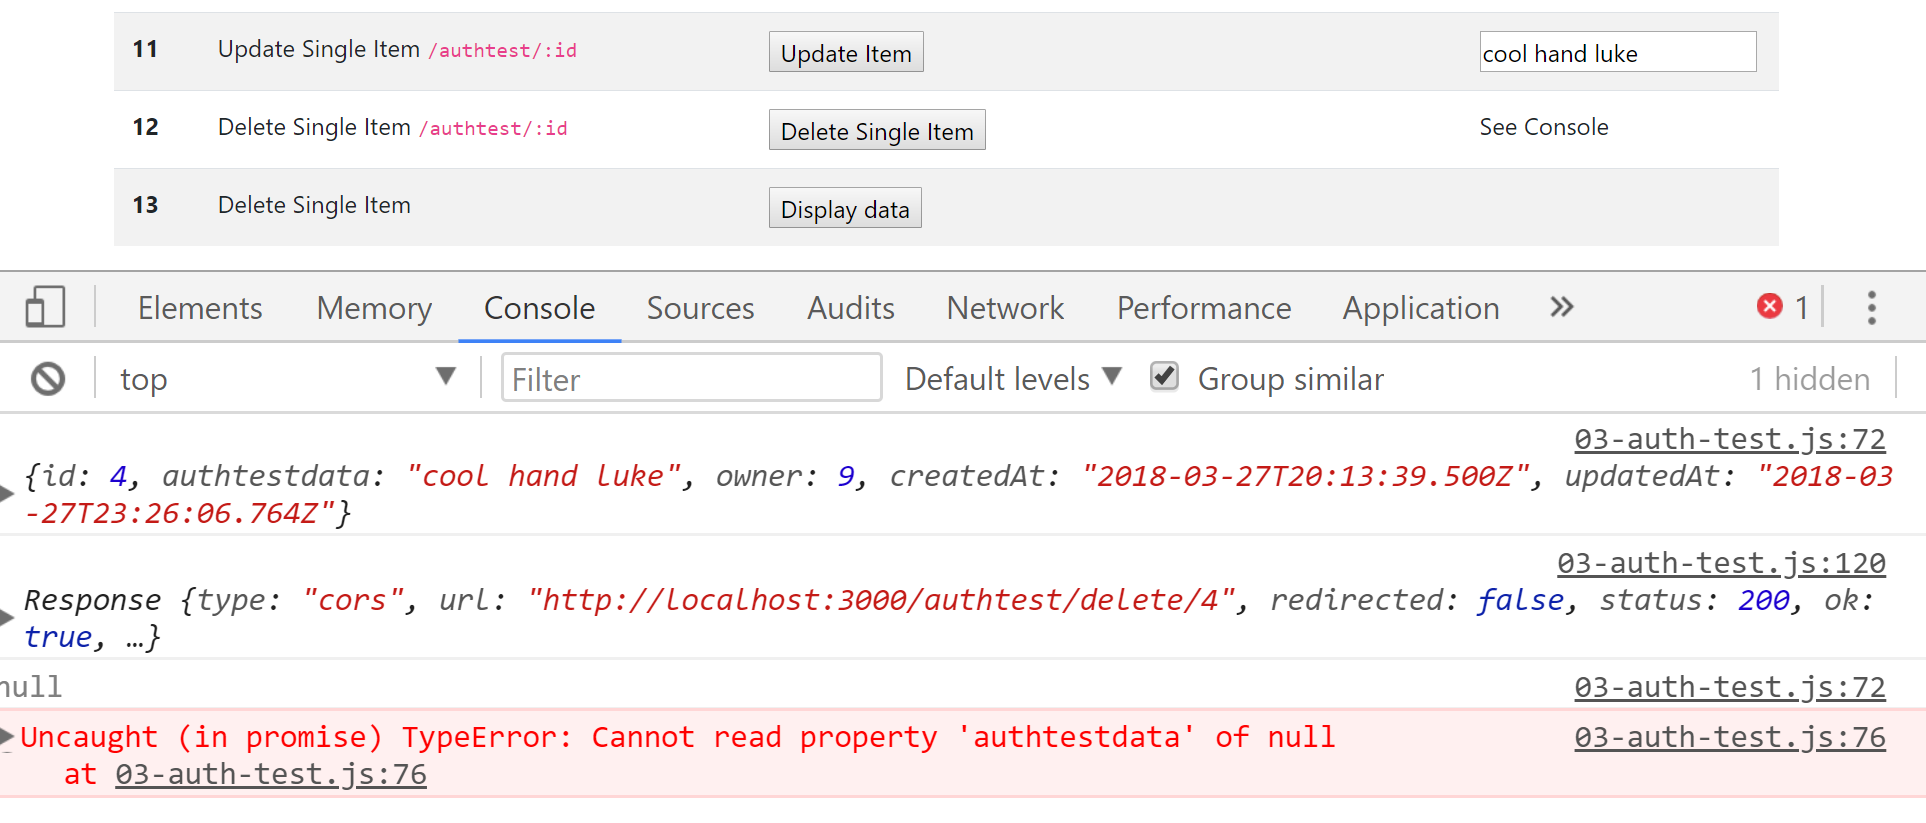 11 Update Single Item /authtest/:id Update Item cool hand luke
12 Delete Single Item /authtest/:id Delete Single Item See Console
13 Delete Single Item Display data
Elements Memory Console Sources Audits Network Performance Application » 1
top Filter Default levels Group similar 1 hidden
03-auth-test.js:72
{id: 4, authtestdata: "cool hand luke", owner: 9, createdAt: "2018-03-27T20:13:39.500Z", updatedAt: "2018-03
-27T23:26:06.764Z"}
03-auth-test.js:120
Response {type: "cors", url: "http://localhost:3000/authtest/delete/4", redirected: false, status: 200, ok:
true, …}
null 03-auth-test.js:72
Uncaught (in promise) TypeError: Cannot read property 'authtestdata' of null 03-auth-test.js:76
at 03-auth-test.js:76